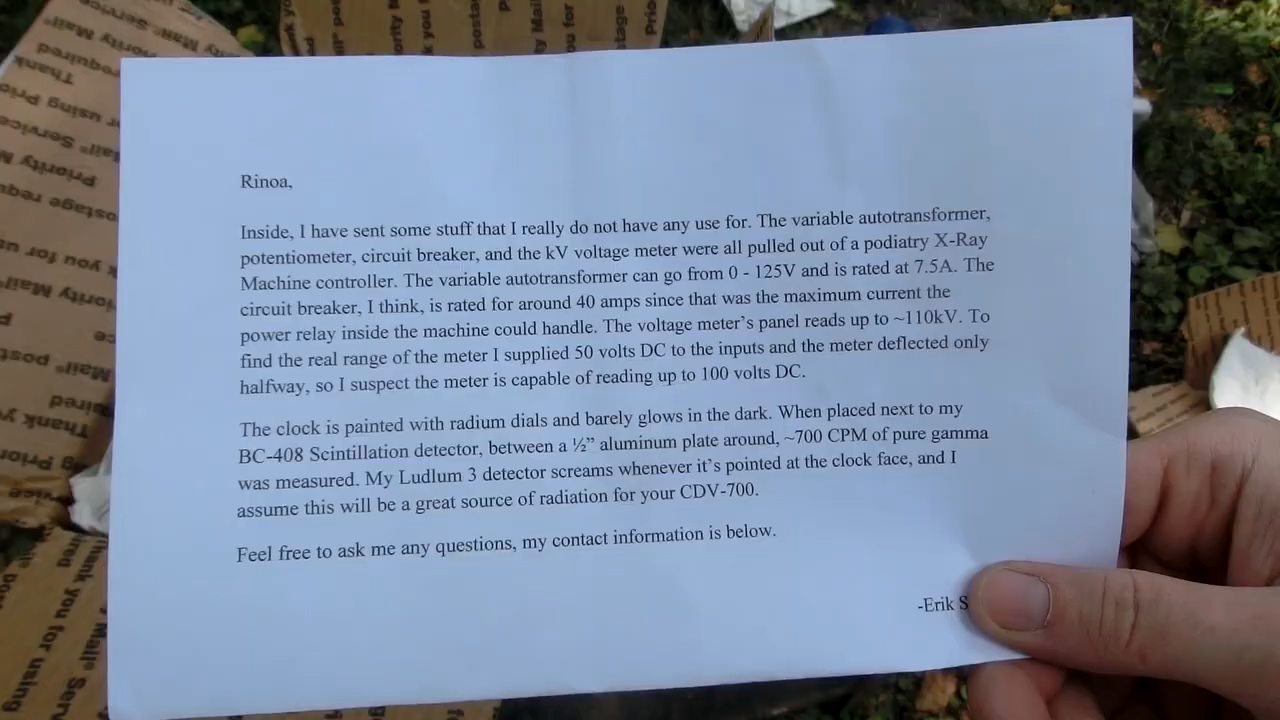 Rinoa,
Inside, I have sent some stuff that I really do not have any use for. The variable autotransformer,
potentiometer, circuit breaker, and the kV voltage meter were all pulled out of a podiatry X-Ray
Machine controller. The variable autotransformer can go from 0 - 125V and is rated at 7.5A. The
circuit breaker, I think, is rated for around 40 amps since that was the maximum current the
power relay inside the machine could handle. The voltage meter's panel reads up to ~110kV. To
find the real range of the meter I supplied 50 volts DC to the inputs and the meter deflected only
halfway, so I suspect the meter is capable of reading up to 100 volts DC.
The clock is painted with radium dials and barely glows in the dark. When placed next to my
BC-408 Scintillation detector, between a ½” aluminum plate around, ~700 CPM of pure gamma
was measured. My Ludlum 3 detector screams whenever it's pointed at the clock face, and I
assume this will be a great source of radiation for your CDV-700.
Feel free to ask me any questions, my contact information is below.
-Erik S